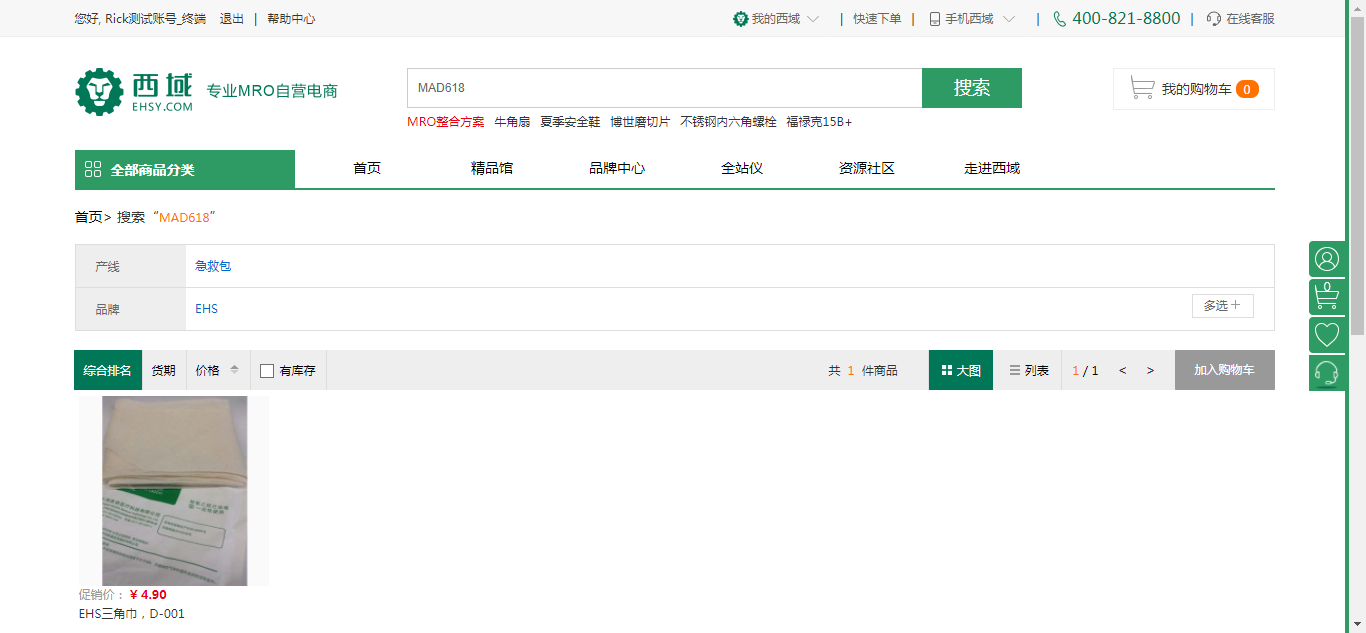 您好, Rick测试账号_终端 退出 | 帮助中心 我的西域 | 快速下单 | 手机西域 | 400-821-8800 | 在线客服
西域 EHSY.COM 专业MRO自营电商
MAD618 搜索
我的购物车 0
MRO整合方案 牛角扇 夏季安全鞋 博世磨切片 不锈钢内六角螺栓 福禄克15B+
全部商品分类 首页 精品馆 品牌中心 全站仪 资源社区 走进西域
首页> 搜索 “MAD618”
产线 急救包
品牌 EHS 多选+
综合排名 货期 价格 有库存 共 1 件商品 大图 列表 1 / 1 < > 加入购物车
0
促销价： ¥ 4.90
EHS三角巾，D-001